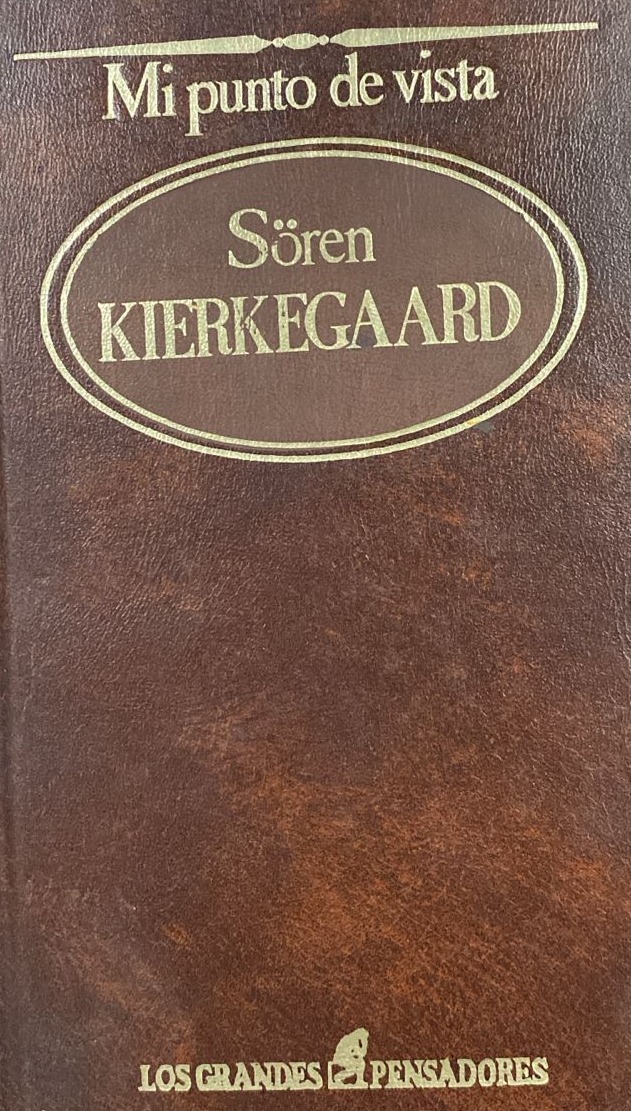 Mi punto de vista
Sören
KIERKEGAARD
LOS GRANDES PENSADORES